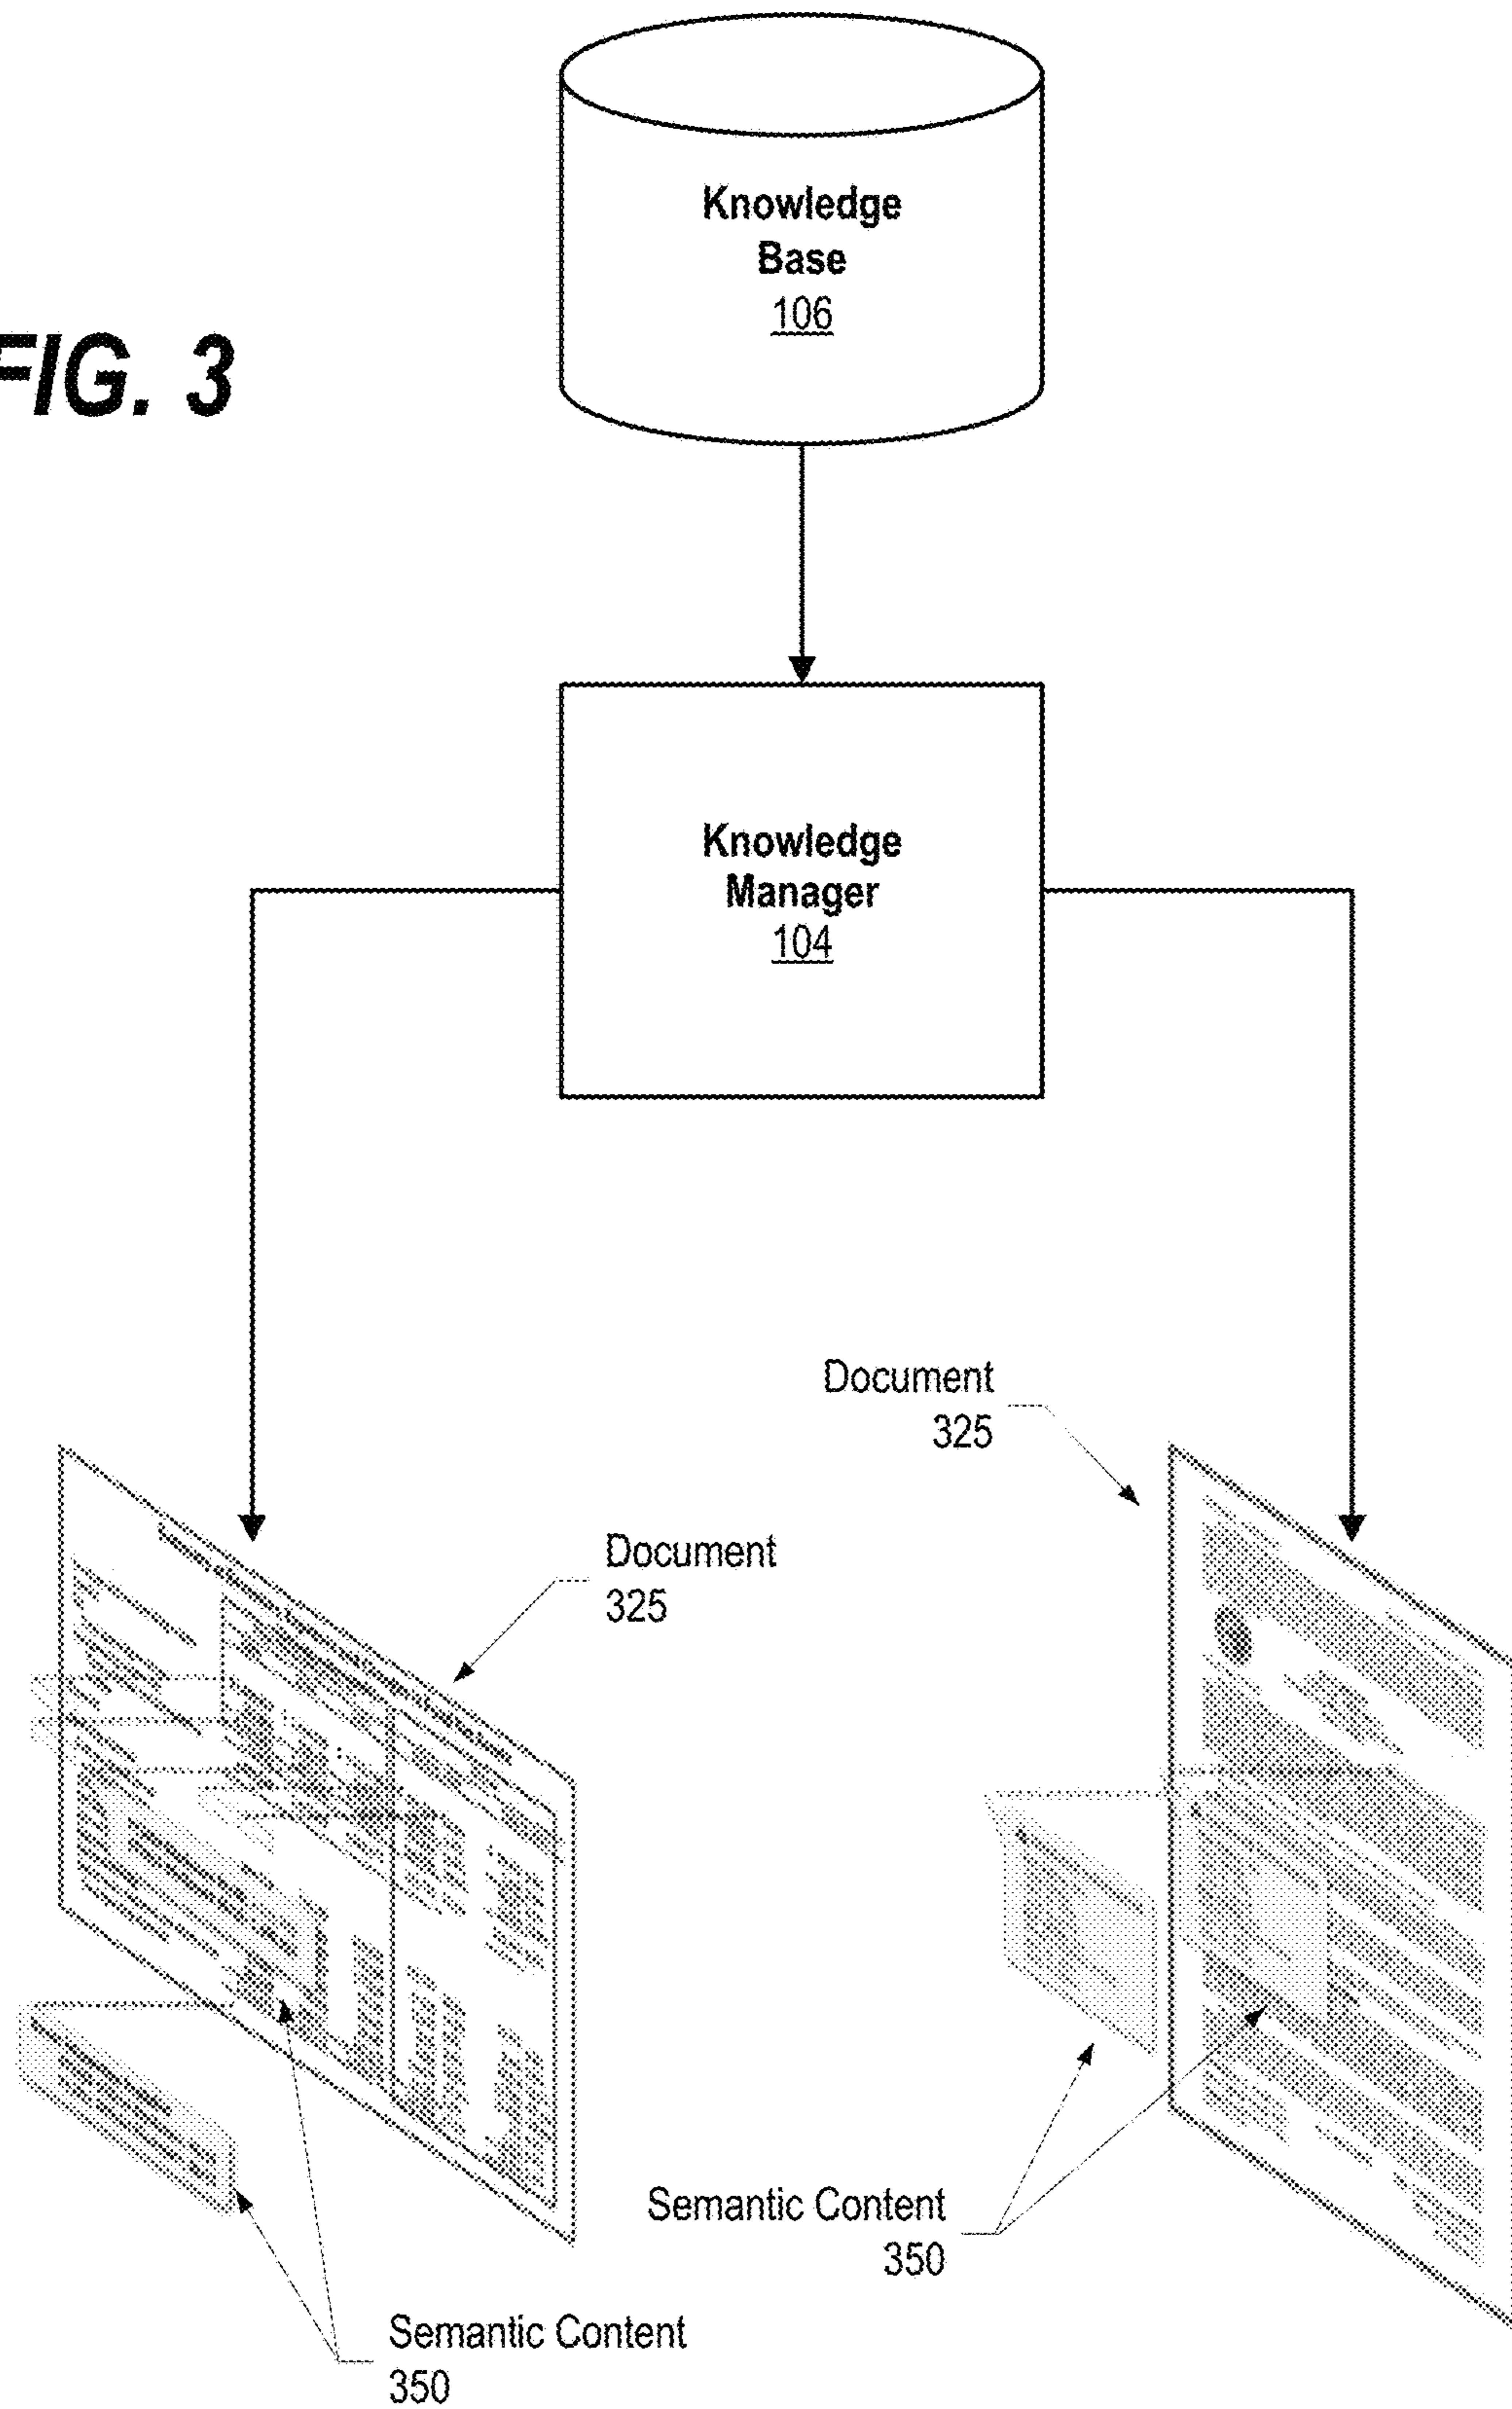 Knowledge
Base
106
FIG. 3
Knowledge
Manager
104
Document
325
Document
325
Semantic Content
350
Semantic Content
350